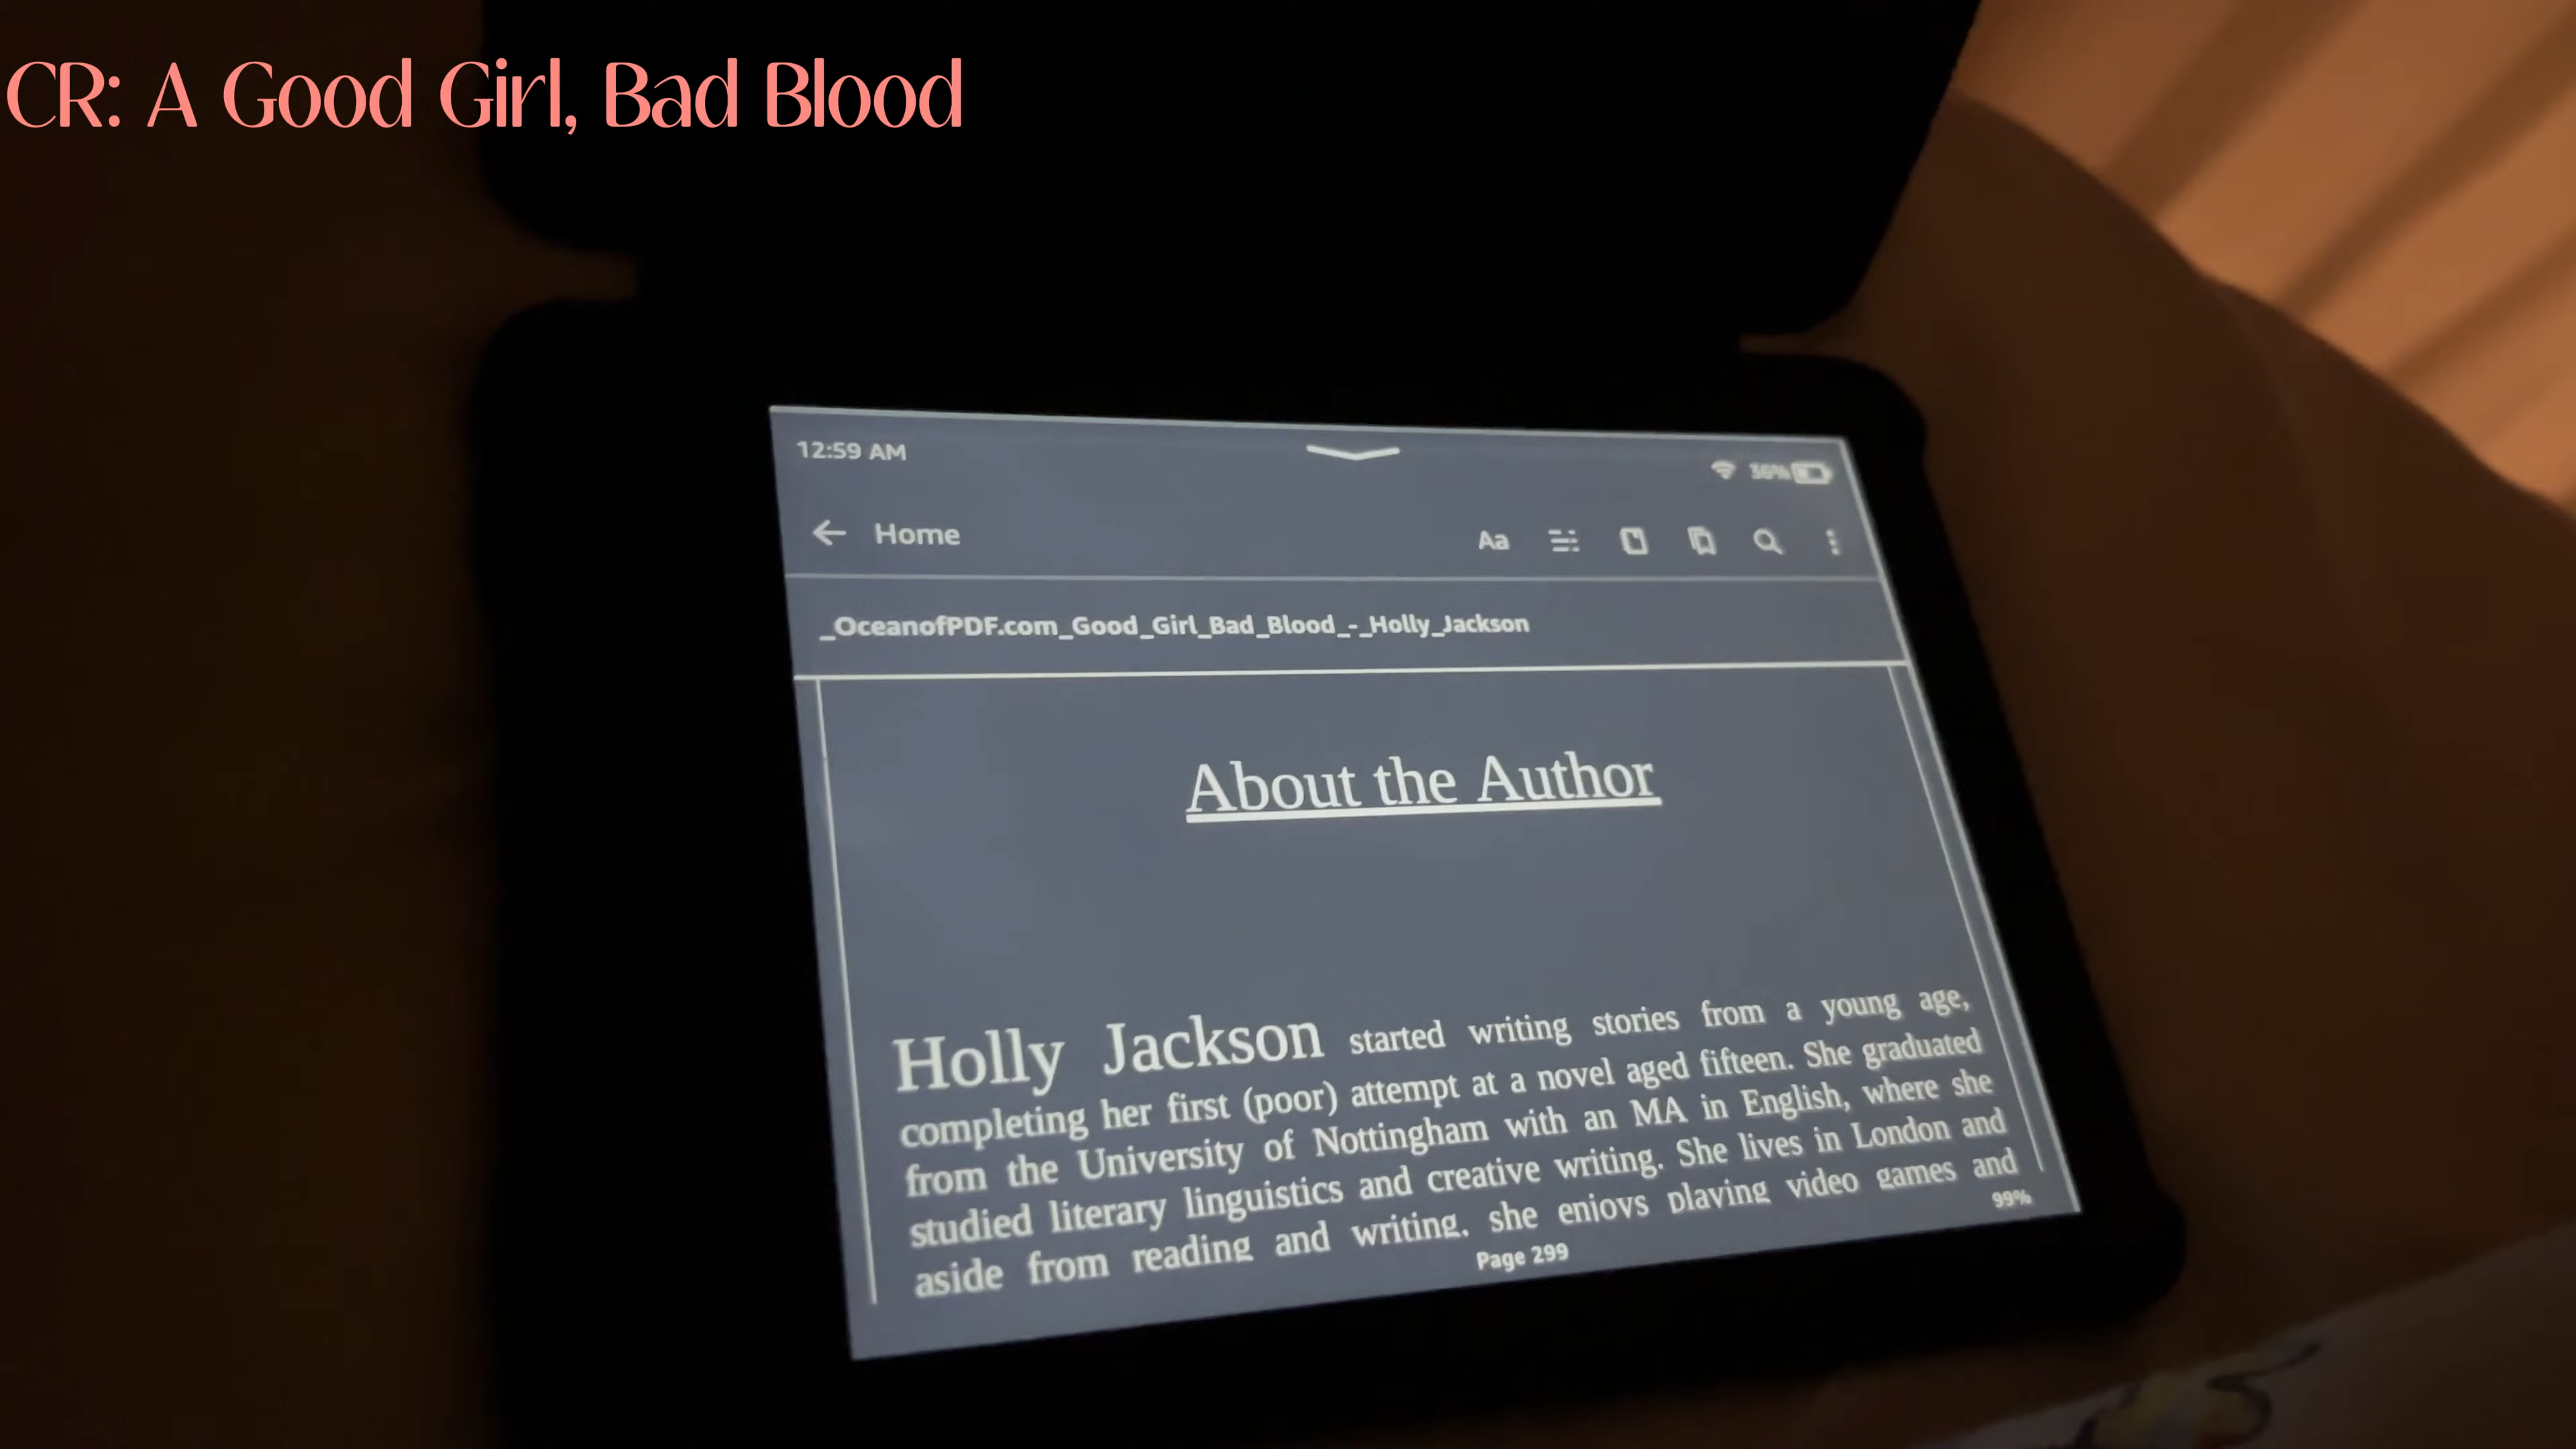 CR: A Good Girl, Bad Blood
12:59 AM
36%
Home
Aa
_OceanofPDF.com_Good_Girl_Bad_Blood_-_Holly_Jackson
About the Author
Holly Jackson started writing stories from a young age,
completing her first (poor) attempt at a novel aged fifteen. She graduated
from the University of Nottingham with an MA in English, where she
studied literary linguistics and creative writing. She lives in London and
aside from reading and writing, she enjoys playing video games and
99%
Page 299